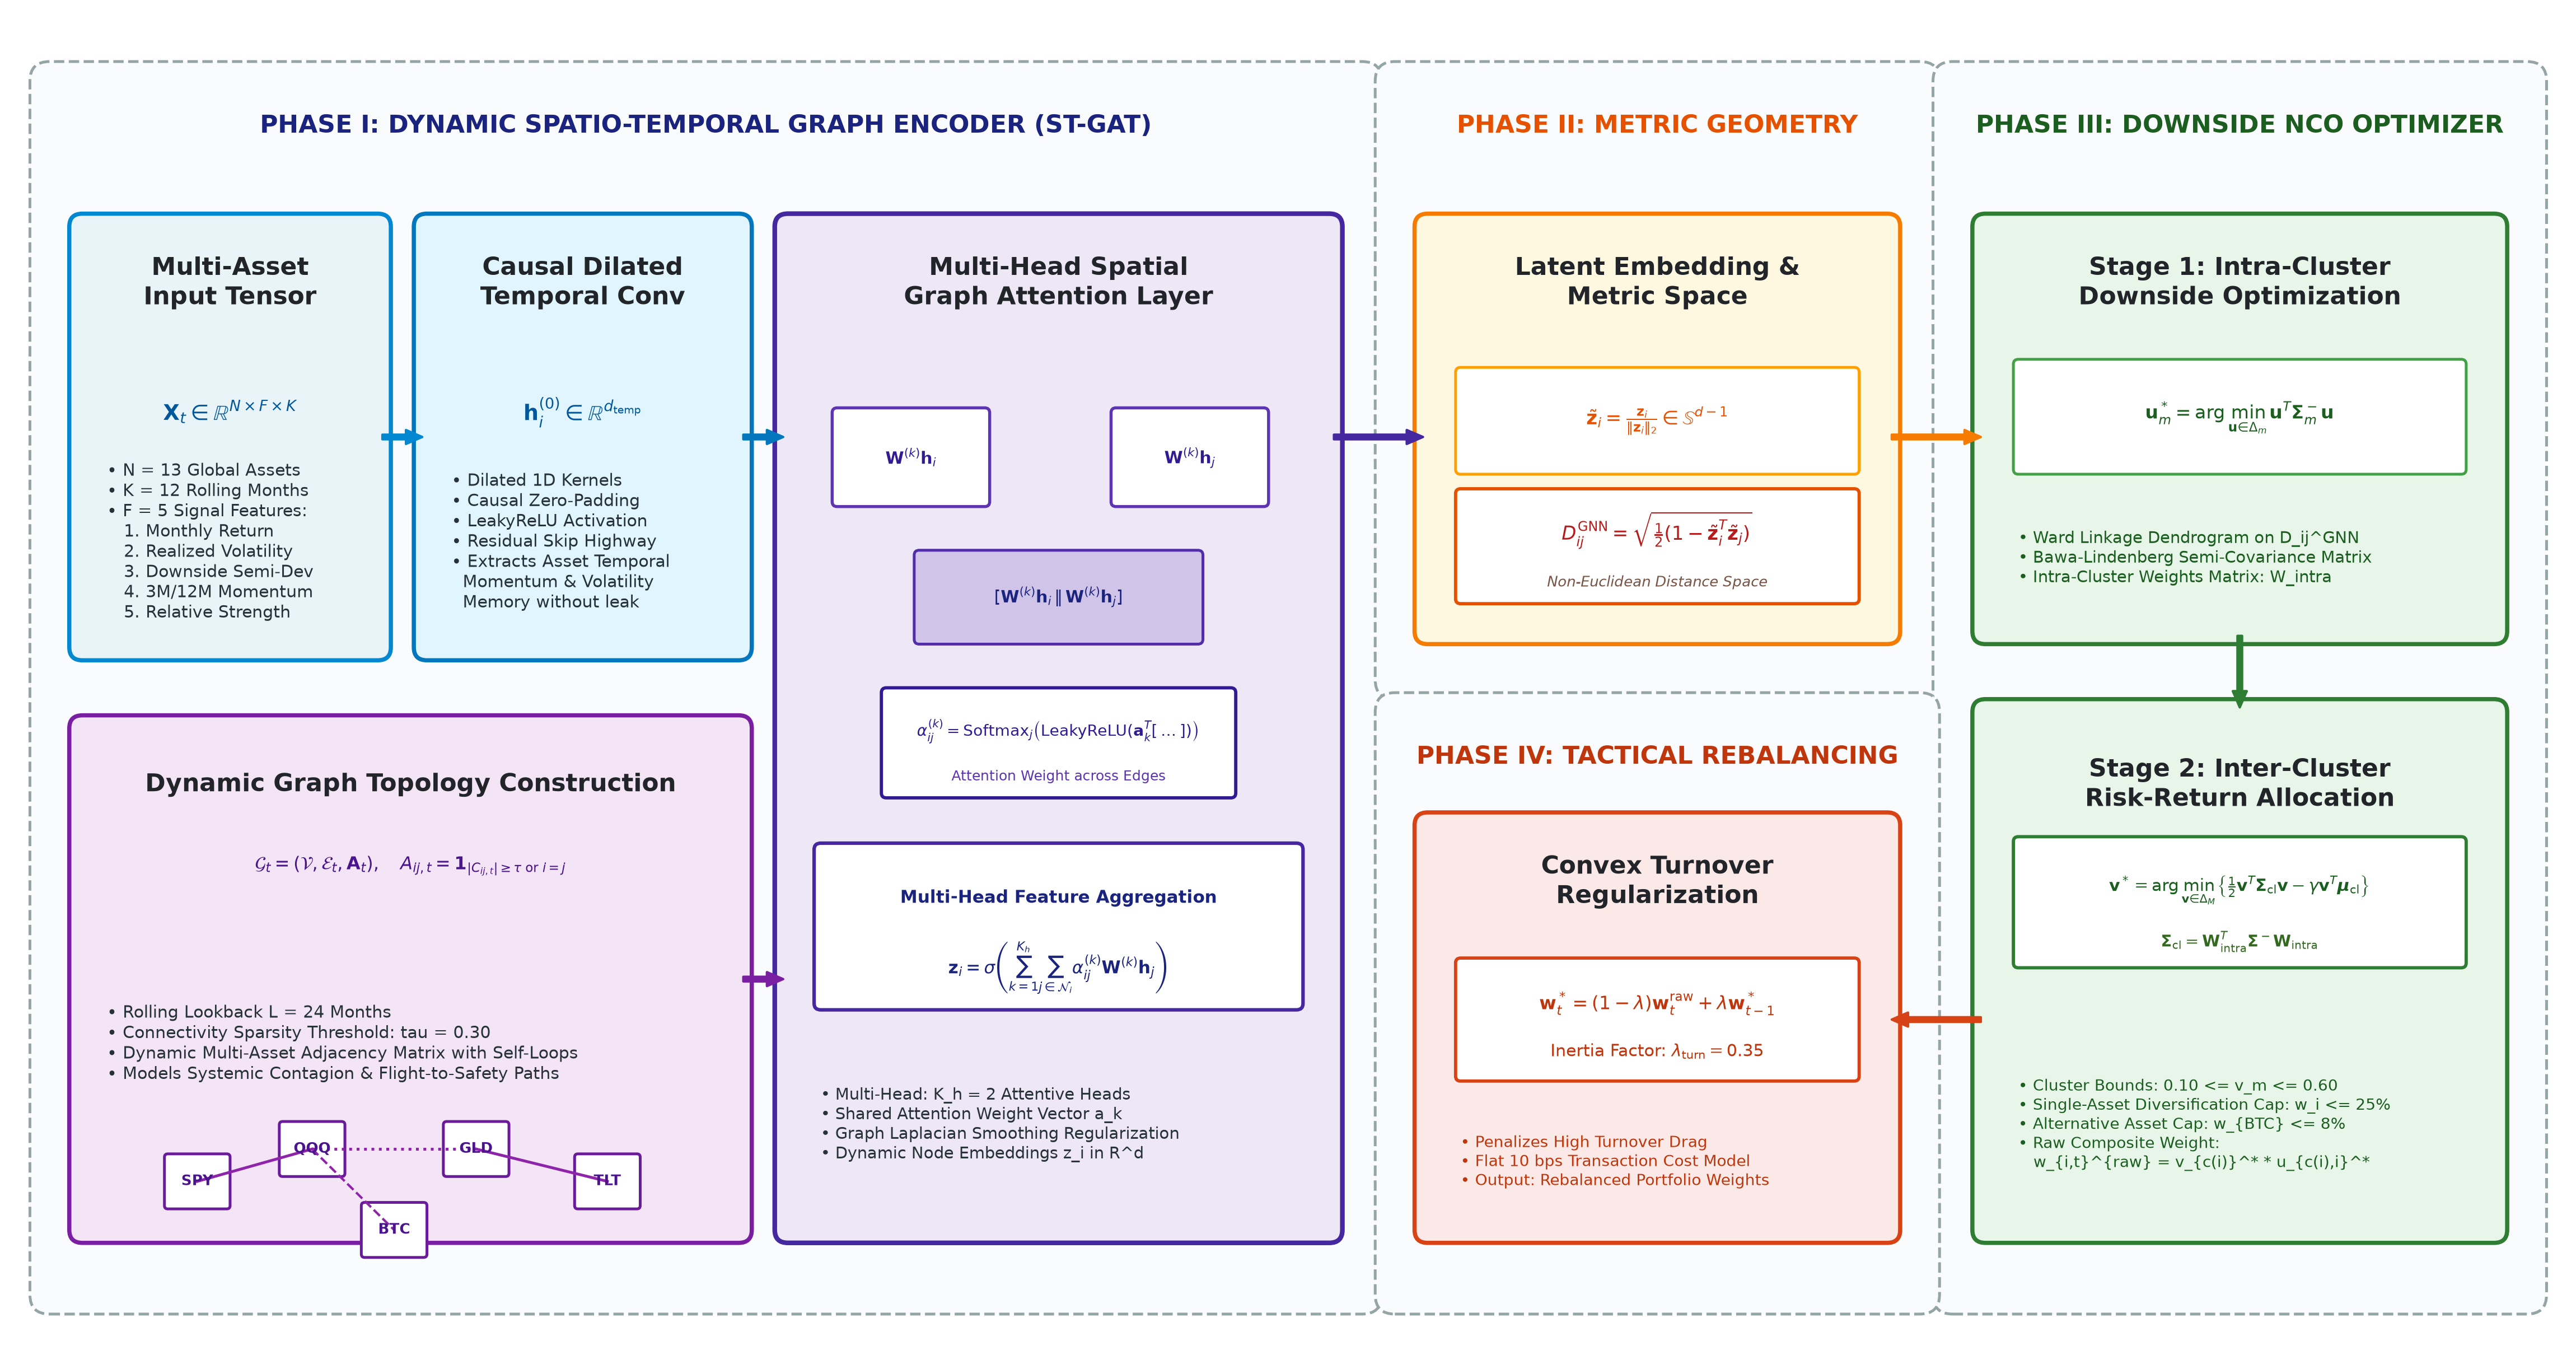 PHASE I: DYNAMIC SPATIO-TEMPORAL GRAPH ENCODER (ST-GAT)
Multi-Asset
Input Tensor
𝐗_t ∈ ℝ^{N × F × K}
• N = 13 Global Assets
• K = 12 Rolling Months
• F = 5 Signal Features:
1. Monthly Return
2. Realized Volatility
3. Downside Semi-Dev
4. 3M/12M Momentum
5. Relative Strength
Causal Dilated
Temporal Conv
𝐡_i^{(0)} ∈ ℝ^{d_temp}
• Dilated 1D Kernels
• Causal Zero-Padding
• LeakyReLU Activation
• Residual Skip Highway
• Extracts Asset Temporal
Momentum & Volatility
Memory without leak
Dynamic Graph Topology Construction
𝒢_t = (𝒱, ℰ_t, 𝐀_t), A_{ij, t} = 𝟏_{|C_{ij, t}| ≥ τ or i = j}
• Rolling Lookback L = 24 Months
• Connectivity Sparsity Threshold: tau = 0.30
• Dynamic Multi-Asset Adjacency Matrix with Self-Loops
• Models Systemic Contagion & Flight-to-Safety Paths
QQQ
GLD
SPY
TLT
BTC
Multi-Head Spatial
Graph Attention Layer
𝐖^{(k)}𝐡_i
𝐖^{(k)}𝐡_j
[𝐖^{(k)}𝐡_i ∥ 𝐖^{(k)}𝐡_j]
α_{ij}^{(k)} = Softmax_j(LeakyReLU(𝐚_k^T[ … ]))
Attention Weight across Edges
Multi-Head Feature Aggregation
𝐳_i = σ(∑_{k = 1}^{K_h} ∑_{j ∈ 𝒩_i} α_{ij}^{(k)} 𝐖^{(k)}𝐡_j)
• Multi-Head: K_h = 2 Attentive Heads
• Shared Attention Weight Vector a_k
• Graph Laplacian Smoothing Regularization
• Dynamic Node Embeddings z_i in R^d
PHASE II: METRIC GEOMETRY
Latent Embedding &
Metric Space
𝐳̃_i = 𝐳_i / ∥𝐳_i∥_2 ∈ 𝕊^{d − 1}
D_{ij}^{GNN} = √(½(1 − 𝐳̃_i^T 𝐳̃_j))
Non-Euclidean Distance Space
PHASE IV: TACTICAL REBALANCING
Convex Turnover
Regularization
𝐰_t^* = (1 − λ)𝐰_t^{raw} + λ𝐰_{t − 1}^*
Inertia Factor: λ_turn = 0.35
• Penalizes High Turnover Drag
• Flat 10 bps Transaction Cost Model
• Output: Rebalanced Portfolio Weights
PHASE III: DOWNSIDE NCO OPTIMIZER
Stage 1: Intra-Cluster
Downside Optimization
𝐮_m^* = arg min_{𝐮∈Δ_m} 𝐮^T 𝚺_m^− 𝐮
• Ward Linkage Dendrogram on D_ij^GNN
• Bawa-Lindenberg Semi-Covariance Matrix
• Intra-Cluster Weights Matrix: W_intra
Stage 2: Inter-Cluster
Risk-Return Allocation
𝐯^* = arg min_{𝐯∈Δ_M} {½𝐯^T 𝚺_cl 𝐯 − γ𝐯^T 𝛍_cl}
𝚺_cl = 𝐖_intra^T 𝚺^− 𝐖_intra
• Cluster Bounds: 0.10 <= v_m <= 0.60
• Single-Asset Diversification Cap: w_i <= 25%
• Alternative Asset Cap: w_{BTC} <= 8%
• Raw Composite Weight:
w_{i,t}^{raw} = v_{c(i)}^* * u_{c(i),i}^*